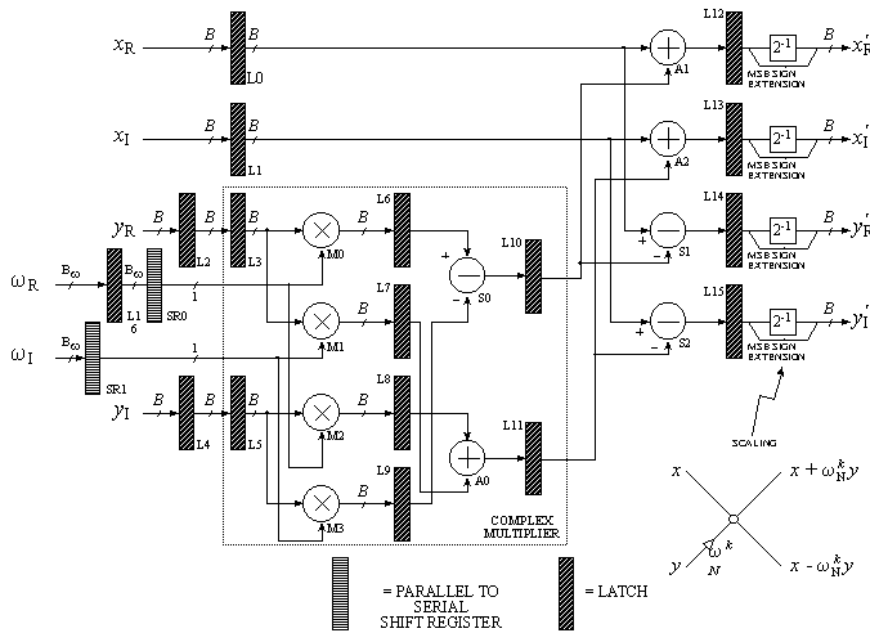 x_R B B L0 L12 A1 2^-1 B x'_R
MSB SIGN EXTENSION
x_I B B L1 L13 A2 2^-1 B x'_I
MSB SIGN EXTENSION
y_R B L2 B L3 B M0 B L6 + - S0 L10 + - S1 L14 2^-1 B y'_R
MSB SIGN EXTENSION
ω_R B_ω L16 B_ω SR0 1
M1 B L7 + - S2 L15 2^-1 B y'_I
MSB SIGN EXTENSION
ω_I B_ω SR1 1
y_I B L4 B L5 B M2 B L8 A0 L11
M3 B L9
COMPLEX
MULTIPLIER
SCALING
x x + ω_N^k y
y ω_N^k x - ω_N^k y
= PARALLEL TO
SERIAL
SHIFT REGISTER
= LATCH